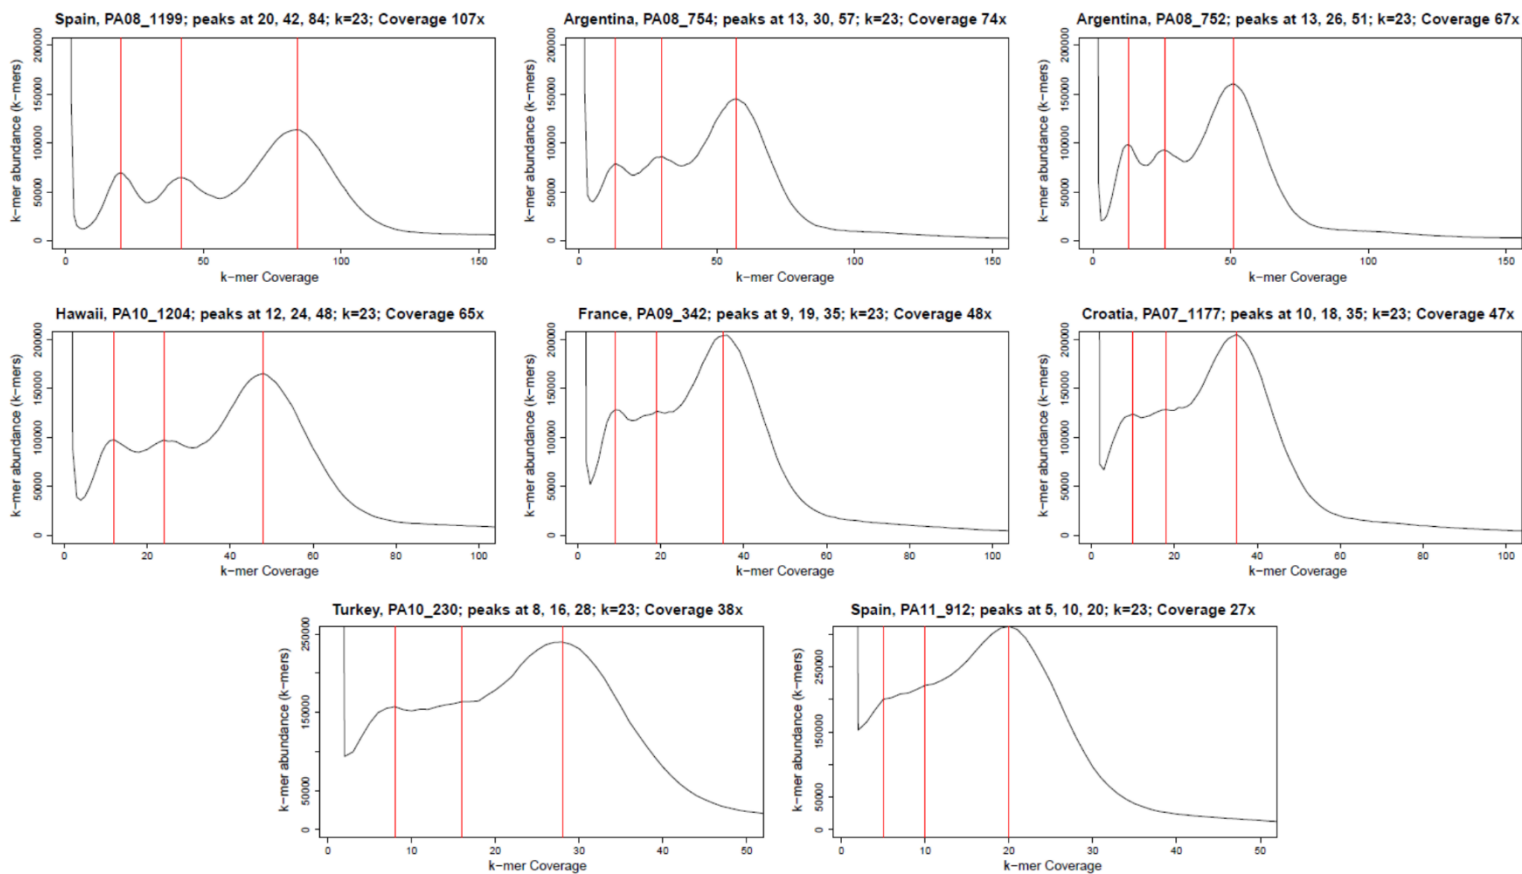 Spain, PA08_1199; peaks at 20, 42, 84; k=23; Coverage 107x
k−mer abundance (k−mers)
0 50000 100000 150000 200000
0 50 100 150
k−mer Coverage
Argentina, PA08_754; peaks at 13, 30, 57; k=23; Coverage 74x
k−mer abundance (k−mers)
0 50000 100000 150000 200000
0 50 100 150
k−mer Coverage
Argentina, PA08_752; peaks at 13, 26, 51; k=23; Coverage 67x
k−mer abundance (k−mers)
0 50000 100000 150000 200000
0 50 100 150
k−mer Coverage
Hawaii, PA10_1204; peaks at 12, 24, 48; k=23; Coverage 65x
k−mer abundance (k−mers)
0 50000 100000 150000 200000
0 20 40 60 80 100
k−mer Coverage
France, PA09_342; peaks at 9, 19, 35; k=23; Coverage 48x
k−mer abundance (k−mers)
0 50000 100000 150000 200000
0 20 40 60 80 100
k−mer Coverage
Croatia, PA07_1177; peaks at 10, 18, 35; k=23; Coverage 47x
k−mer abundance (k−mers)
0 50000 100000 150000 200000
0 20 40 60 80 100
k−mer Coverage
Turkey, PA10_230; peaks at 8, 16, 28; k=23; Coverage 38x
k−mer abundance (k−mers)
0 50000 150000 250000
0 10 20 30 40 50
k−mer Coverage
Spain, PA11_912; peaks at 5, 10, 20; k=23; Coverage 27x
k−mer abundance (k−mers)
0 50000 150000 250000
0 10 20 30 40 50
k−mer Coverage